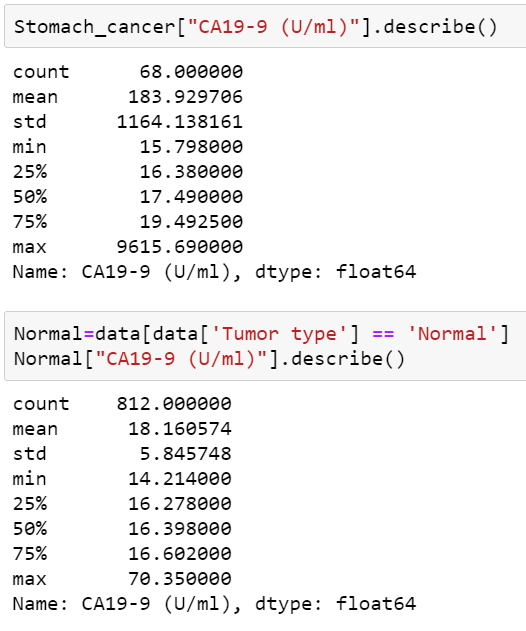 Stomach_cancer["CA19-9 (U/ml)"].describe()
count 68.000000
mean 183.929706
std 1164.138161
min 15.798000
25% 16.380000
50% 17.490000
75% 19.492500
max 9615.690000
Name: CA19-9 (U/ml), dtype: float64
Normal=data[data['Tumor type'] == 'Normal']
Normal["CA19-9 (U/ml)"].describe()
count 812.000000
mean 18.160574
std 5.845748
min 14.214000
25% 16.278000
50% 16.398000
75% 16.602000
max 70.350000
Name: CA19-9 (U/ml), dtype: float64